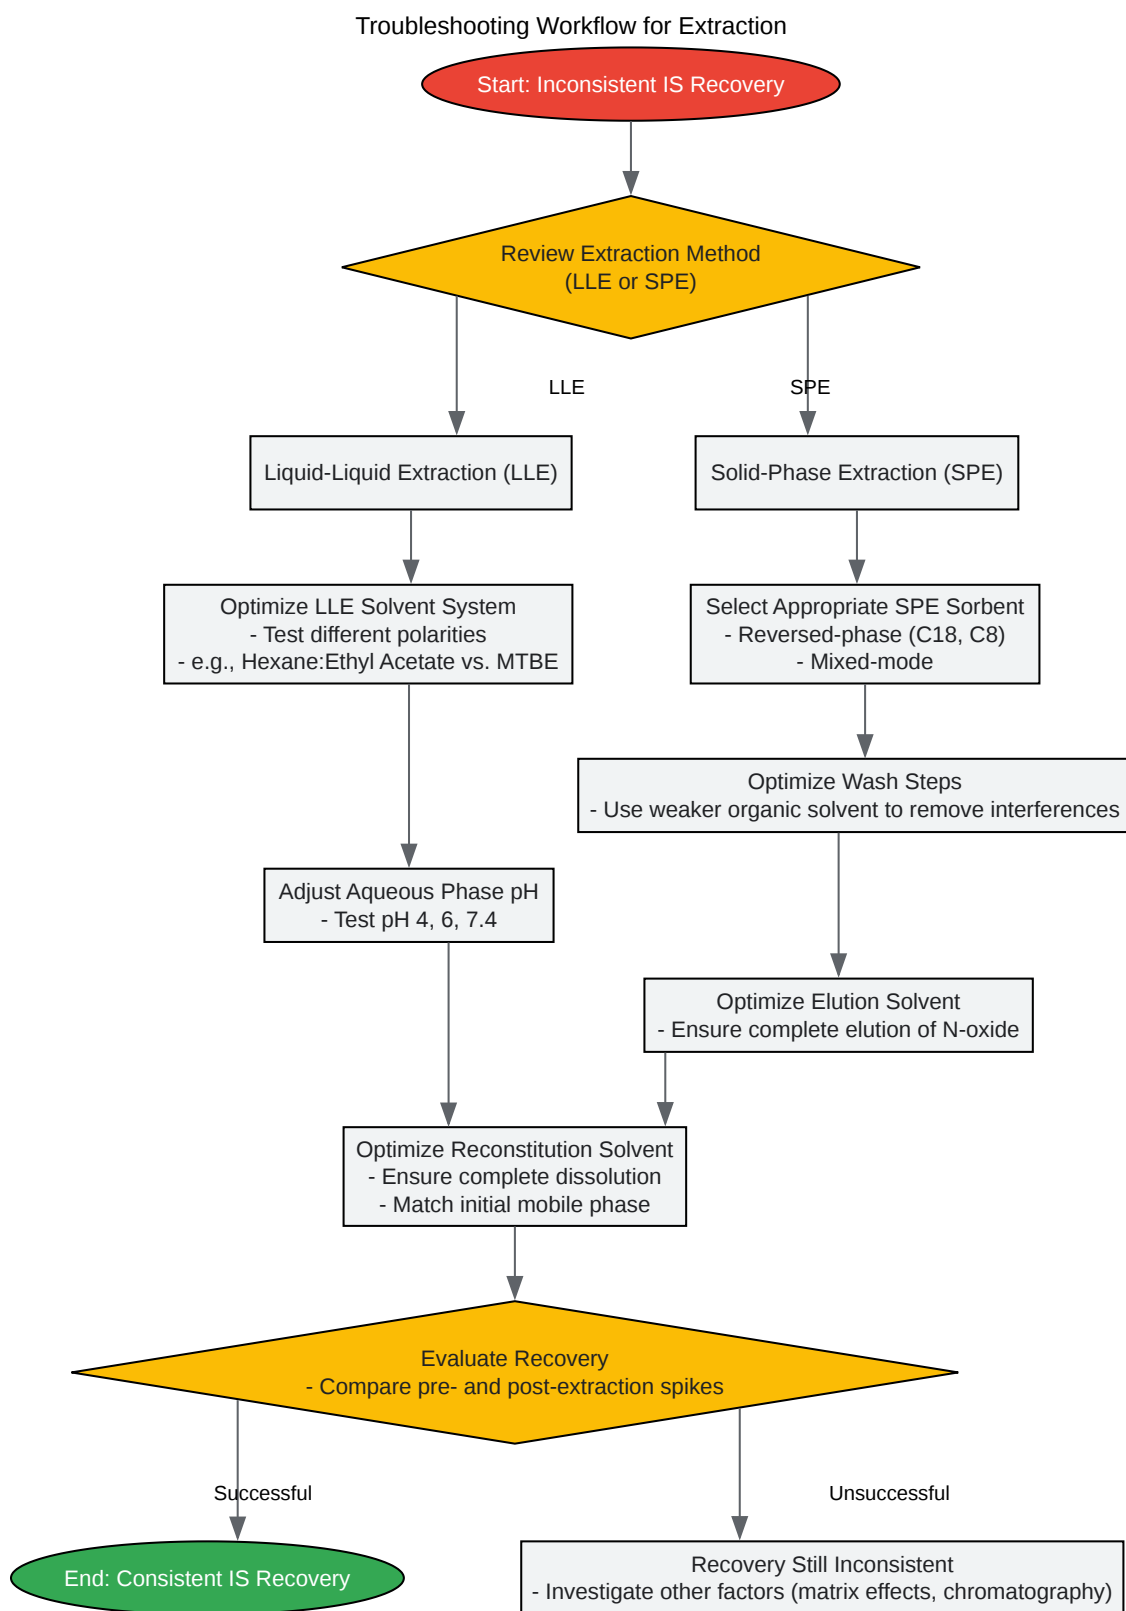 Troubleshooting Workflow for Extraction
Start: Inconsistent IS Recovery
Review Extraction Method
(LLE or SPE)
LLE
SPE
Liquid-Liquid Extraction (LLE)
Solid-Phase Extraction (SPE)
Optimize LLE Solvent System
- Test different polarities
- e.g., Hexane:Ethyl Acetate vs. MTBE
Select Appropriate SPE Sorbent
- Reversed-phase (C18, C8)
- Mixed-mode
Optimize Wash Steps
- Use weaker organic solvent to remove interferences
Adjust Aqueous Phase pH
- Test pH 4, 6, 7.4
Optimize Elution Solvent
- Ensure complete elution of N-oxide
Optimize Reconstitution Solvent
- Ensure complete dissolution
- Match initial mobile phase
Evaluate Recovery
- Compare pre- and post-extraction spikes
Successful
Unsuccessful
End: Consistent IS Recovery
Recovery Still Inconsistent
- Investigate other factors (matrix effects, chromatography)